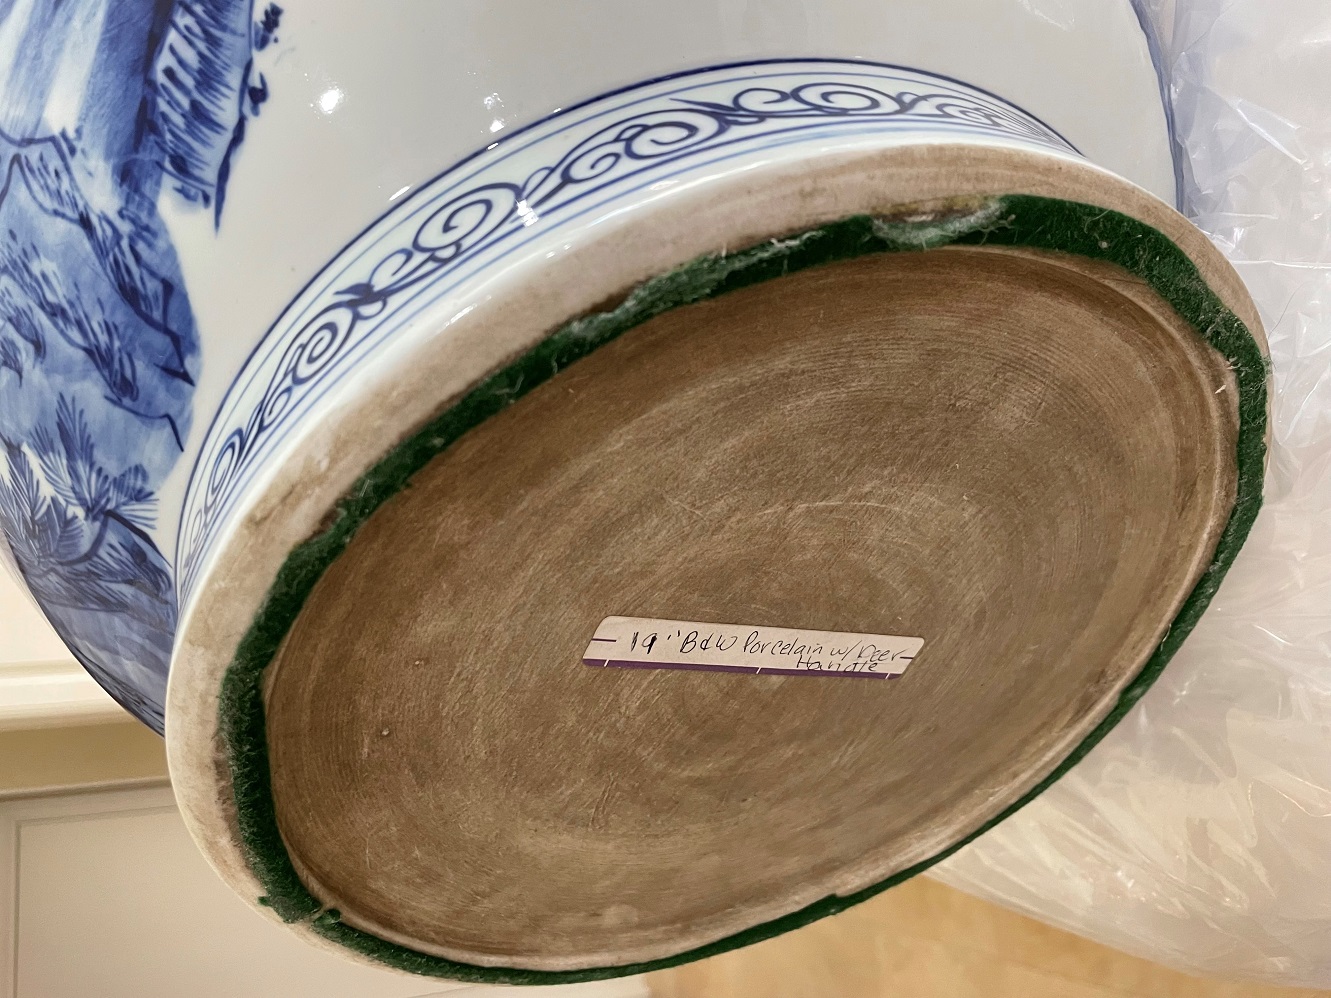 19" B&W Porcelain w/ Deer
Handle